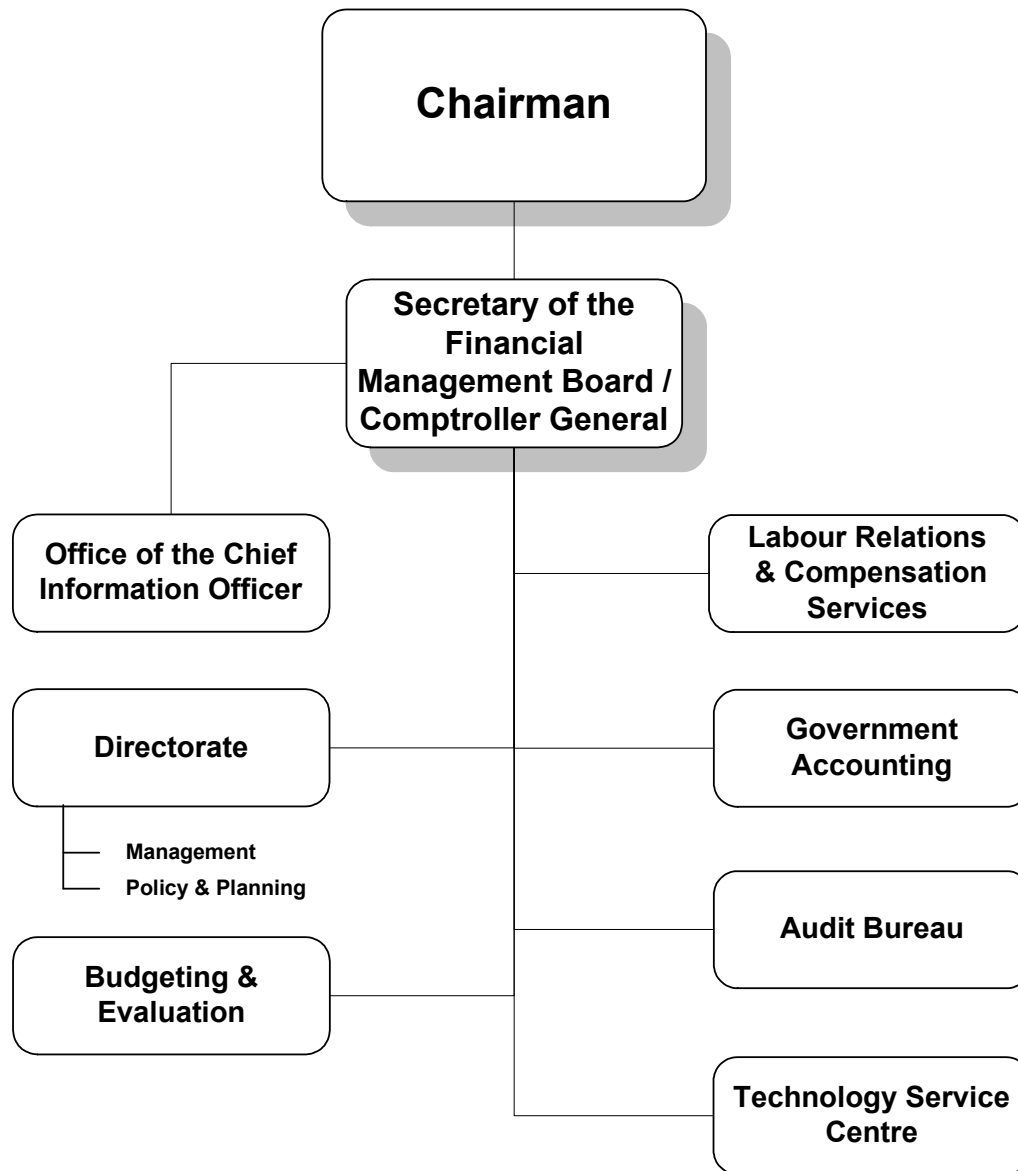 Chairman
Secretary of the
Financial
Management Board /
Comptroller General
Office of the Chief
Information Officer
Labour Relations
& Compensation
Services
Directorate
Management
Policy & Planning
Government
Accounting
Budgeting &
Evaluation
Audit Bureau
Technology Service
Centre